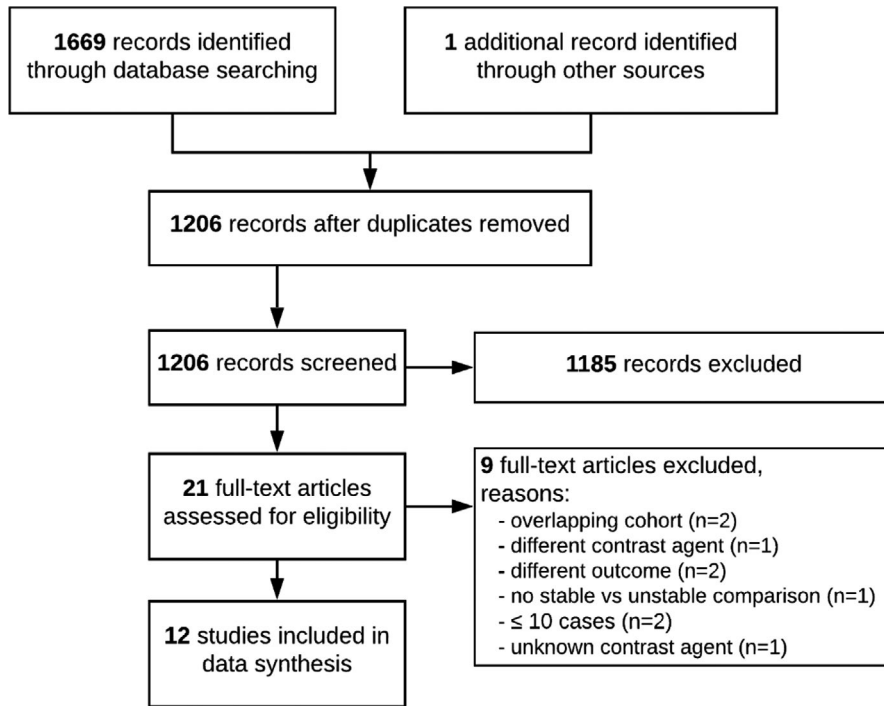 1669 records identified
through database searching
1 additional record identified
through other sources
1206 records after duplicates removed
1206 records screened
1185 records excluded
21 full-text articles
assessed for eligibility
9 full-text articles excluded,
reasons:
- overlapping cohort (n=2)
- different contrast agent (n=1)
- different outcome (n=2)
- no stable vs unstable comparison (n=1)
- ≤ 10 cases (n=2)
- unknown contrast agent (n=1)
12 studies included in
data synthesis